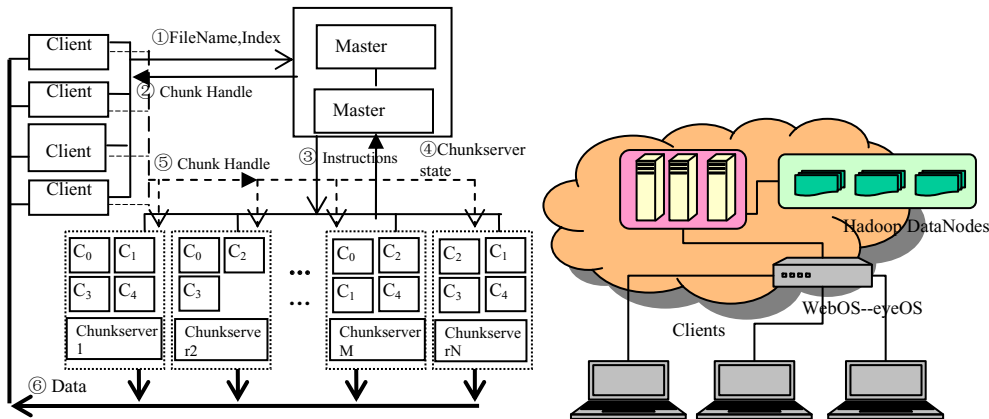 Client
①FileName,Index
Master
Client
② Chunk Handle
Master
Client
⑤ Chunk Handle
③ Instructions
④Chunkserver
state
Client
C0 C1
C0 C2
C0 C2
C2 C1
C3 C4
C3
C1 C4
C3 C4
...
...
Chunkserver
1
Chunkserve
r2
Chunkserver
M
Chunkserve
rN
⑥ Data
Hadoop DataNodes
WebOS--eyeOS
Clients